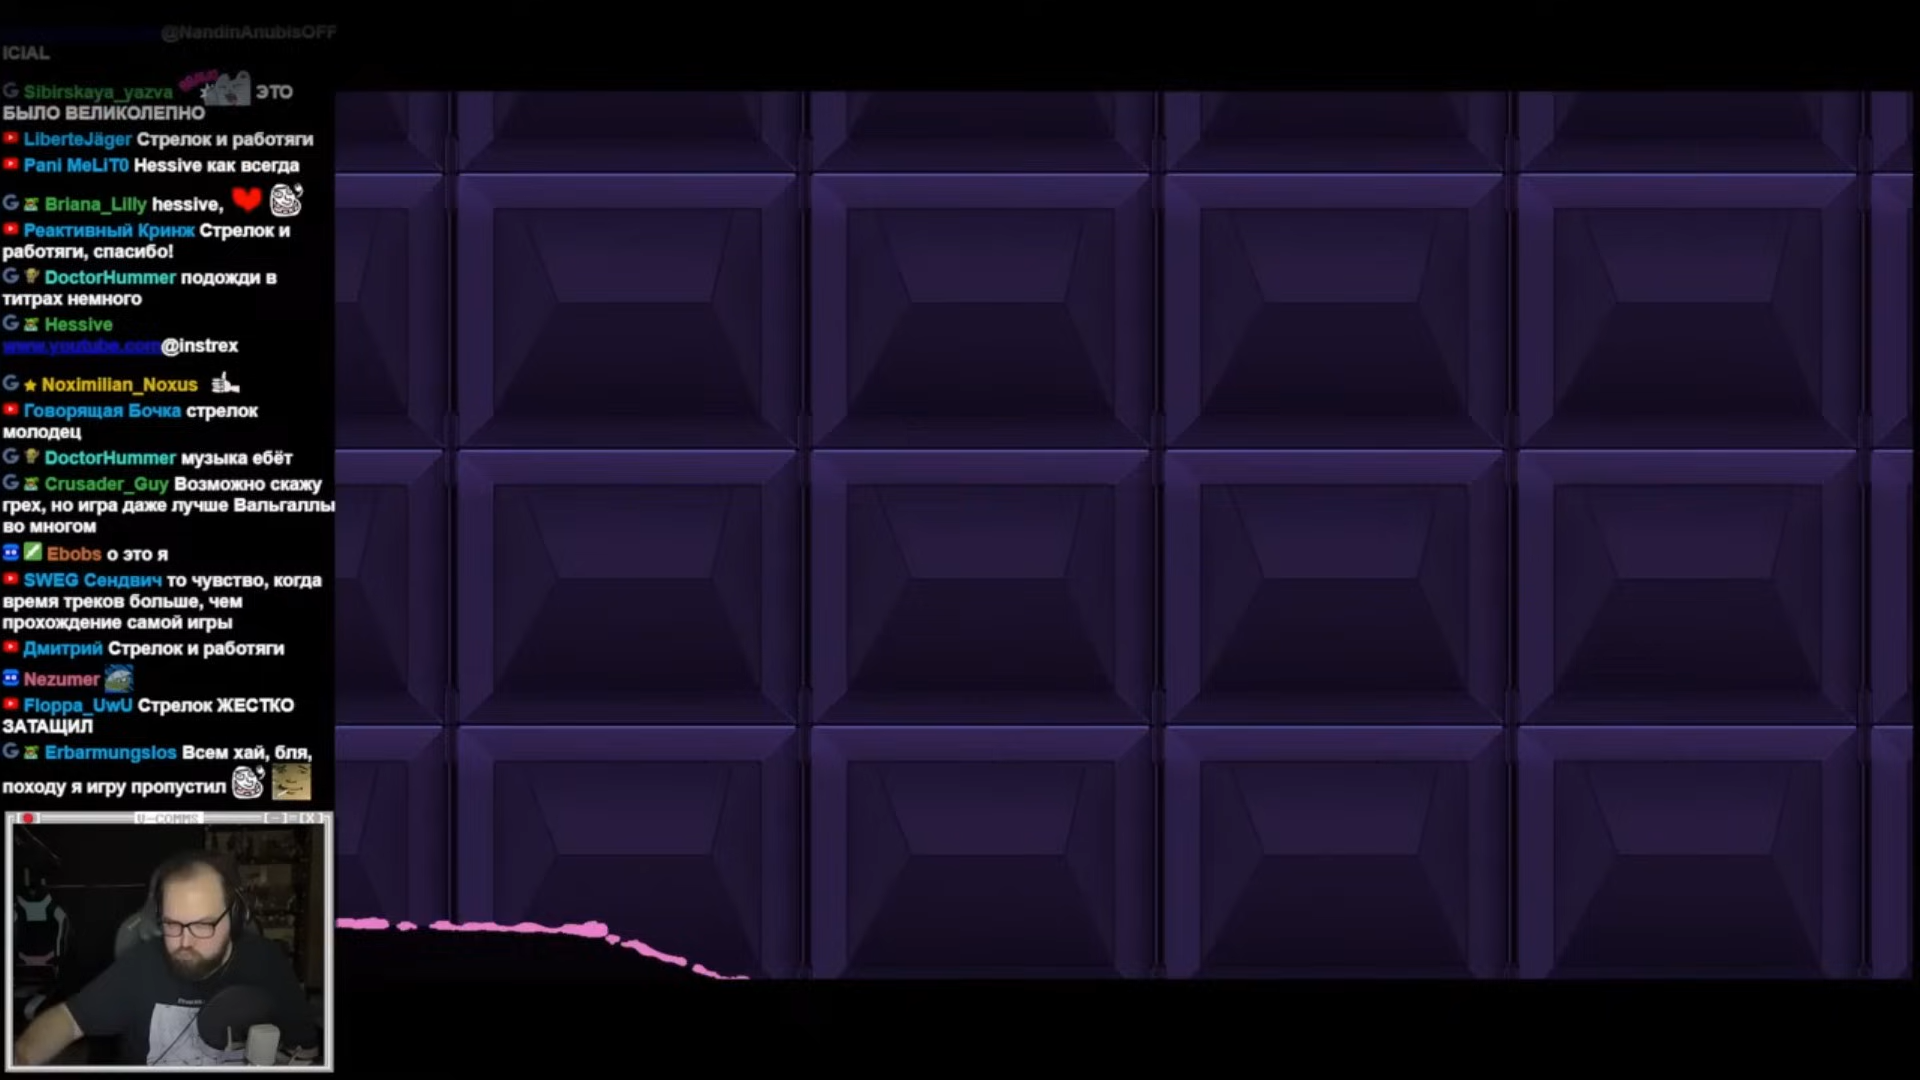 @NandinAnubisOFF
ICIAL
Sibirskaya_yazva ЭТО
БЫЛО ВЕЛИКОЛЕПНО
LiberteJäger Стрелок и работяги
Pani MeLiT0 Hessive как всегда
Briana_Lilly hessive,
Реактивный Кринж Стрелок и
работяги, спасибо!
DoctorHummer подожди в
титрах немного
Hessive
www.youtube.com@instrex
Noximilian_Noxus
Говорящая Бочка стрелок
молодец
DoctorHummer музыка ебёт
Crusader_Guy Возможно скажу
грех, но игра даже лучше Вальгаллы
во многом
Ebobs о это я
SWEG Сендвич то чувство, когда
время треков больше, чем
прохождение самой игры
Дмитрий Стрелок и работяги
Nezumer
Floppa_UwU Стрелок ЖЕСТКО
ЗАТАЩИЛ
Erbarmungslos Всем хай, бля,
походу я игру пропустил
U-COMMS [-]=[X]